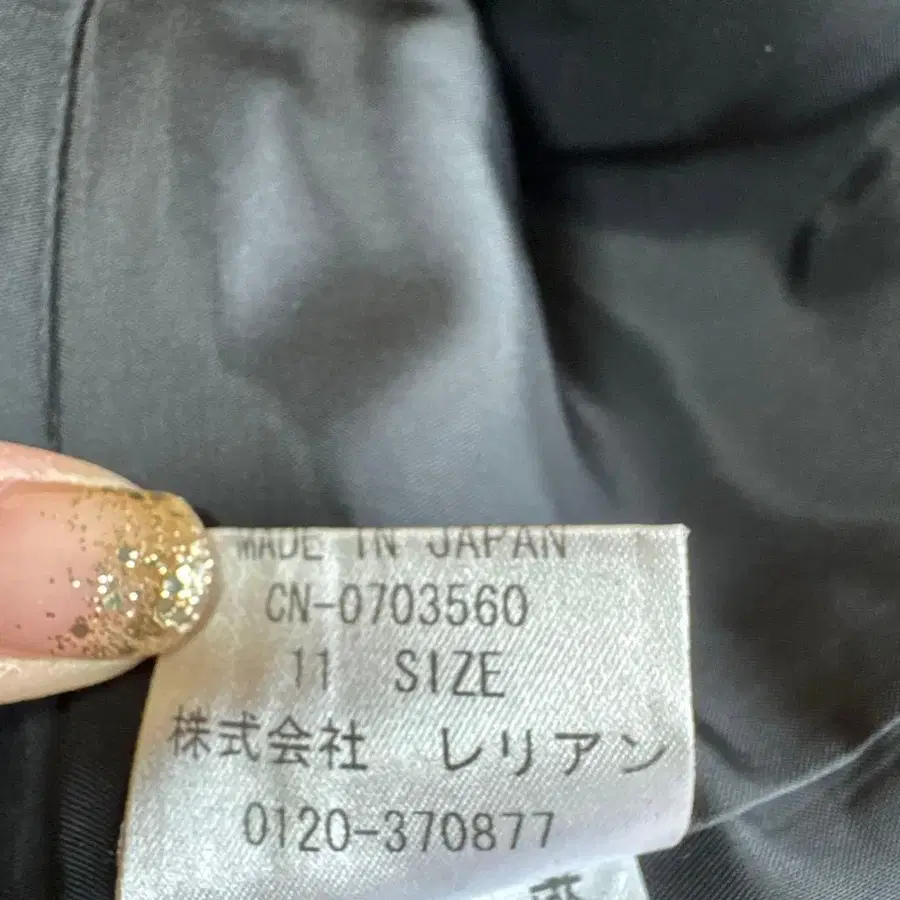 MADE IN JAPAN
CN-0703560
11 SIZE
株式会社 レリアン
0120-370877